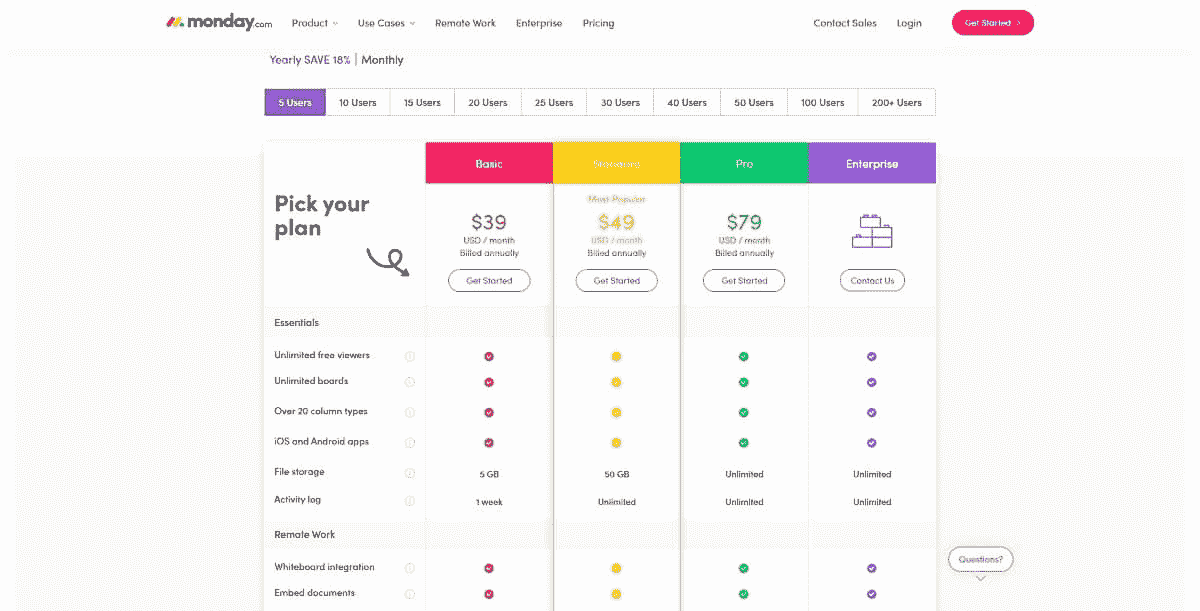 monday.com Product Use Cases Remote Work Enterprise Pricing Contact Sales Login Get Started
Yearly SAVE 18% | Monthly
5 Users 10 Users 15 Users 20 Users 25 Users 30 Users 40 Users 50 Users 100 Users 200+ Users
Basic Standard Pro Enterprise
Pick your
plan
Most Popular
$39 $49 $79
USD / month USD / month USD / month
Billed annually Billed annually Billed annually
Get Started Get Started Get Started Contact Us
Essentials
Unlimited free viewers
Unlimited boards
Over 20 column types
iOS and Android apps
File storage 5 GB 50 GB Unlimited Unlimited
Activity log 1 week Unlimited Unlimited Unlimited
Remote Work
Questions?
Whiteboard integration
Embed documents